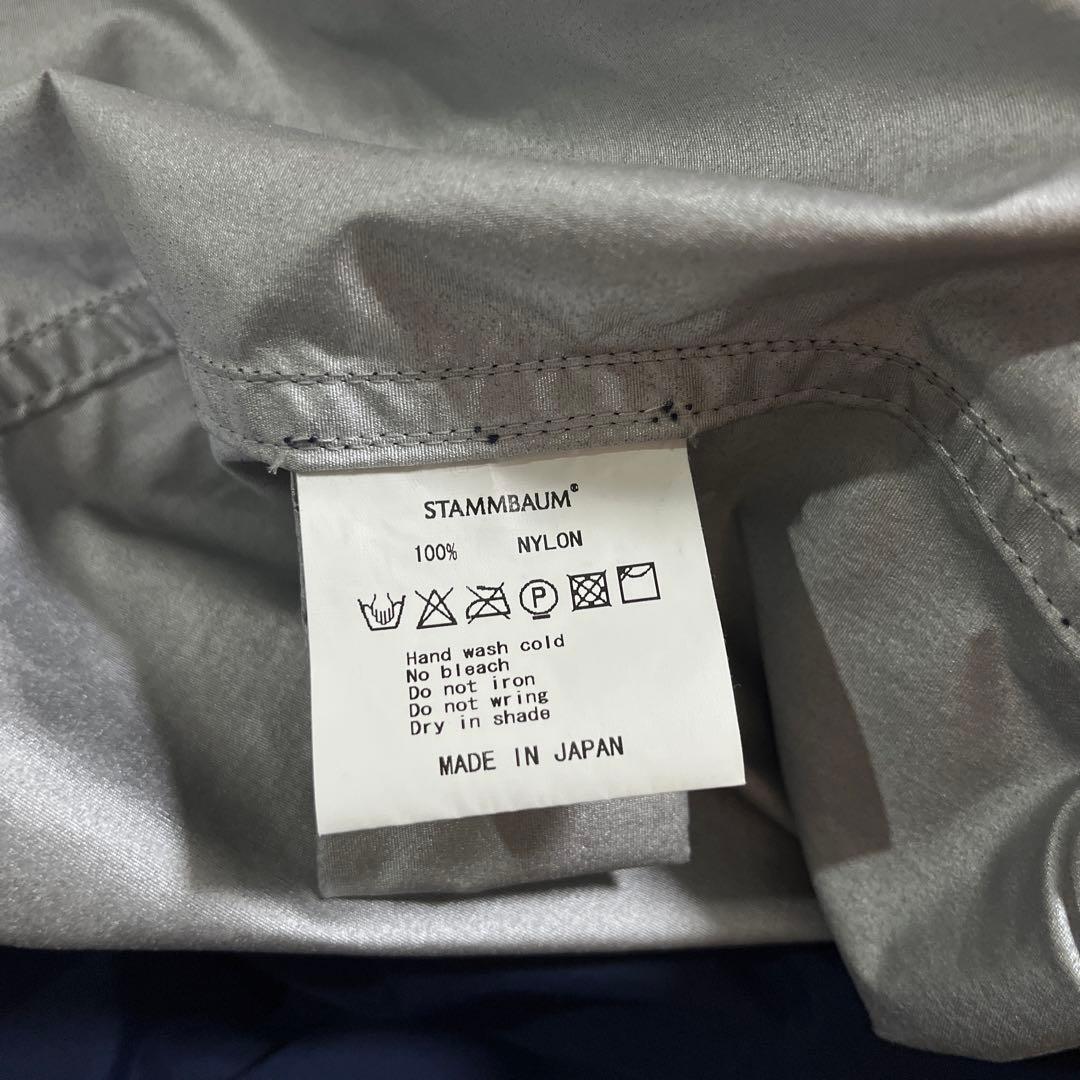 STAMMBAUM®
100% NYLON
P
Hand wash cold
No bleach
Do not iron
Do not wring
Dry in shade
MADE IN JAPAN